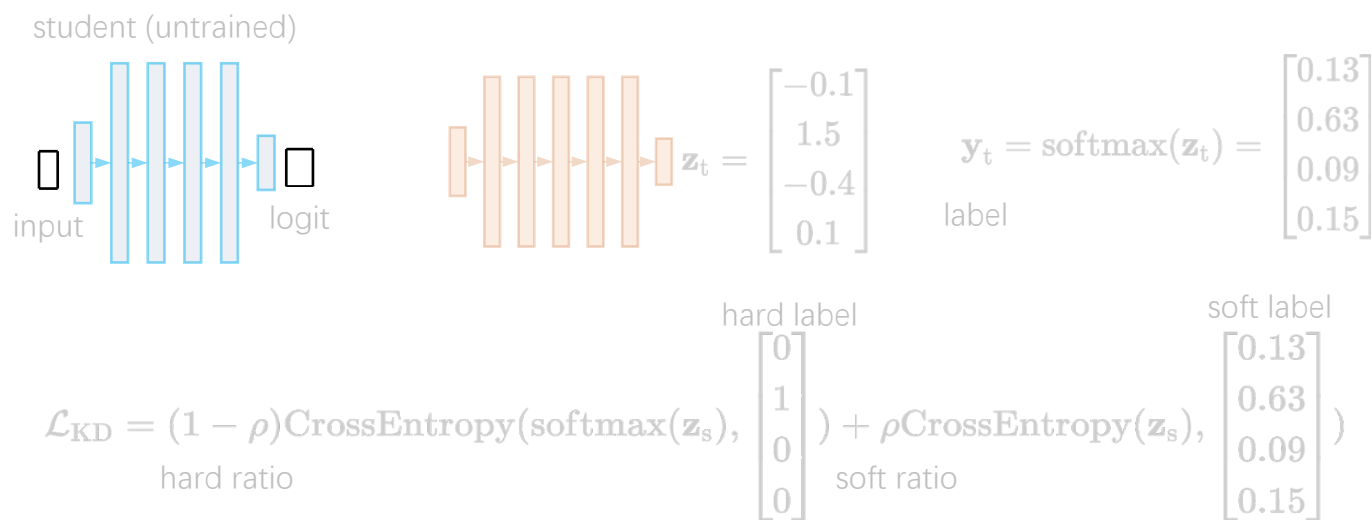 student (untrained)
input
logit
z_t = [-0.1 1.5 -0.4 0.1]
y_t = softmax(z_t) = [0.13 0.63 0.09 0.15]
label
hard label
soft label
L_KD = (1 − ρ)CrossEntropy(softmax(z_s), [0 1 0 0]) + ρCrossEntropy(z_s), [0.13 0.63 0.09 0.15])
hard ratio
soft ratio